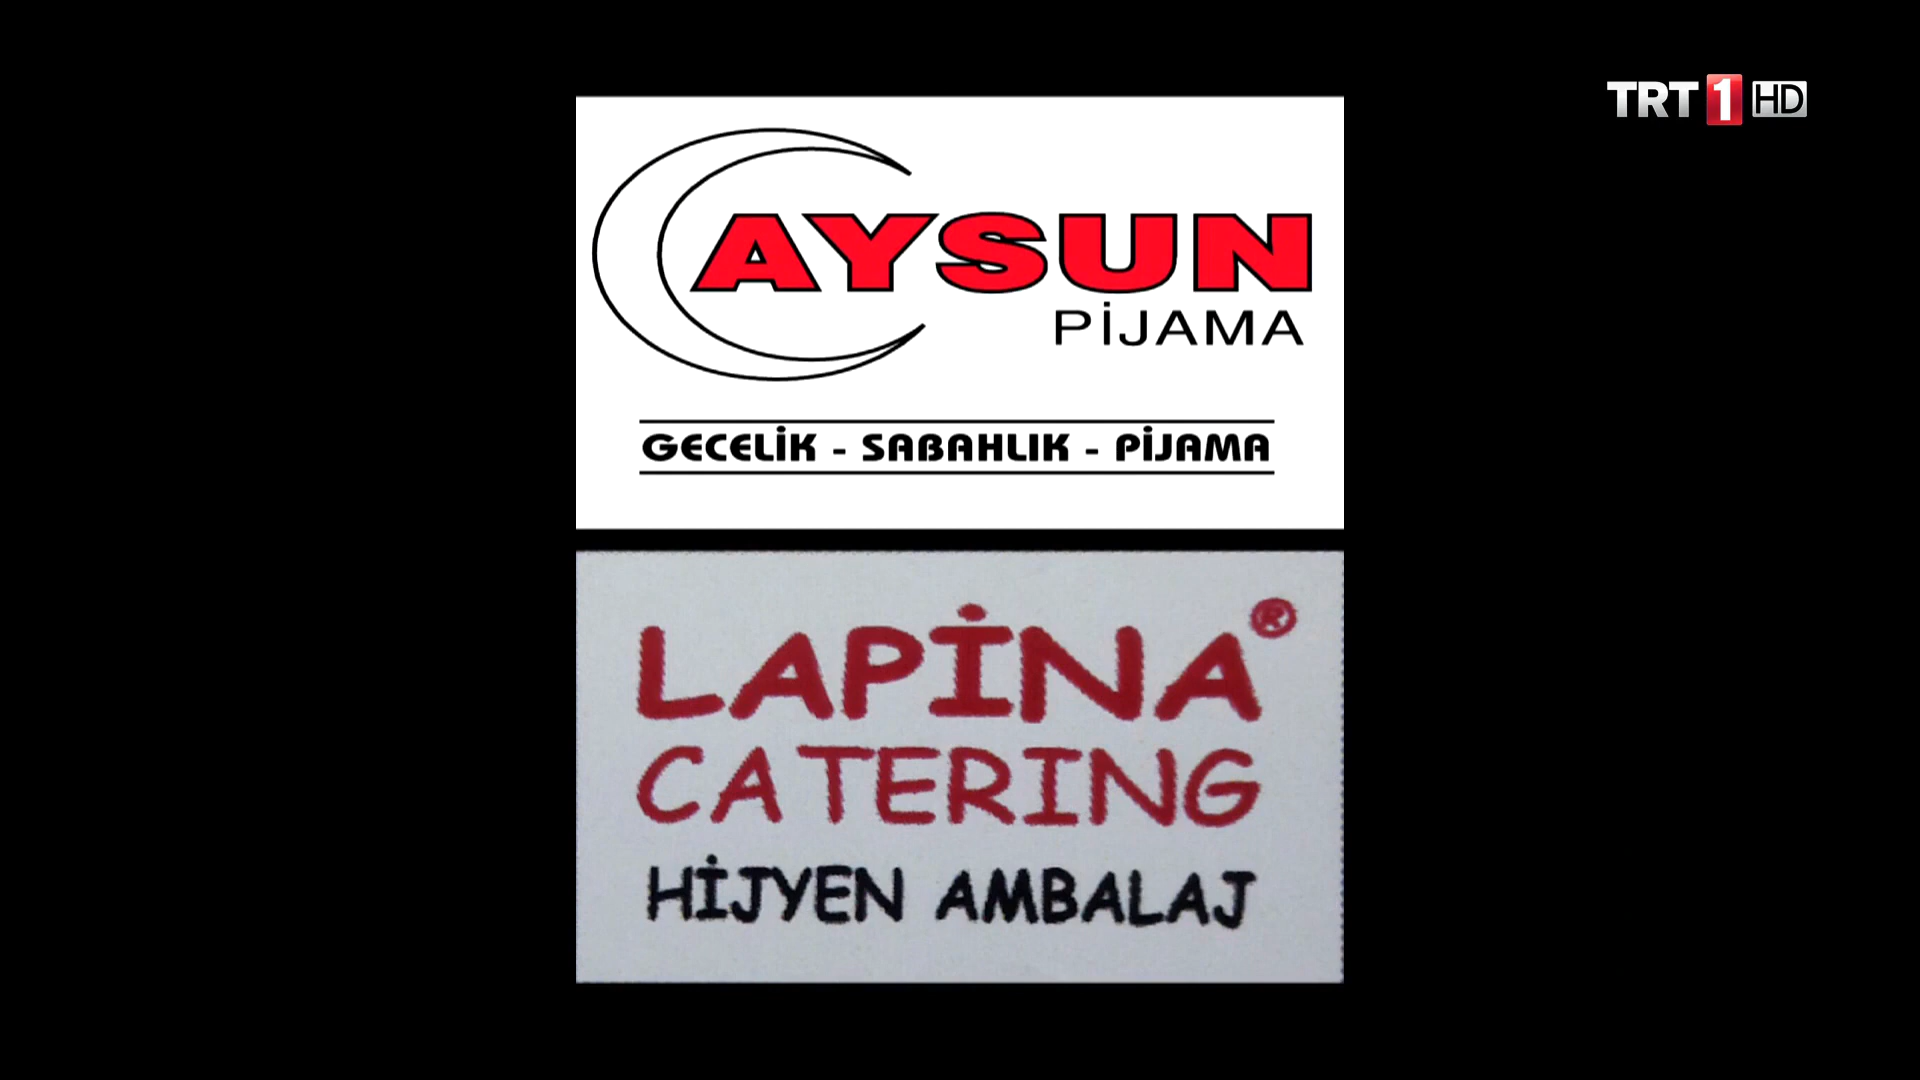 TRT 1 HD
AYSUN
PİJAMA
GECELİK - SABAHLIK - PİJAMA
LAPİNA®
CATERING
HİJYEN AMBALAJ